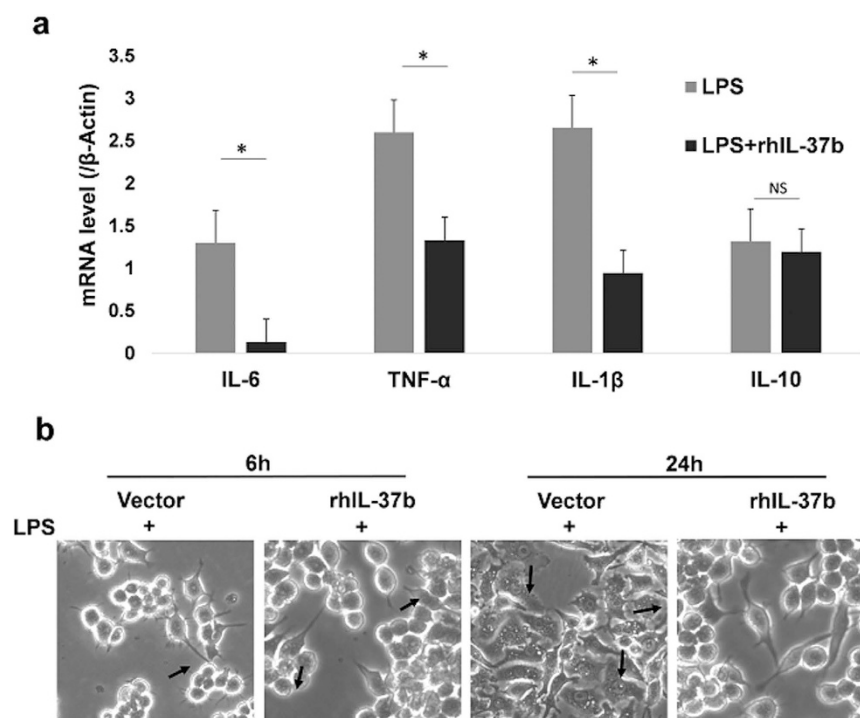 a
mRNA level (/β-Actin)
3.5
3
2.5
2
1.5
1
0.5
0
*
*
*
NS
LPS
LPS+rhIL-37b
IL-6
TNF-α
IL-1β
IL-10
b
6h
24h
Vector
rhIL-37b
Vector
rhIL-37b
LPS
+
+
+
+